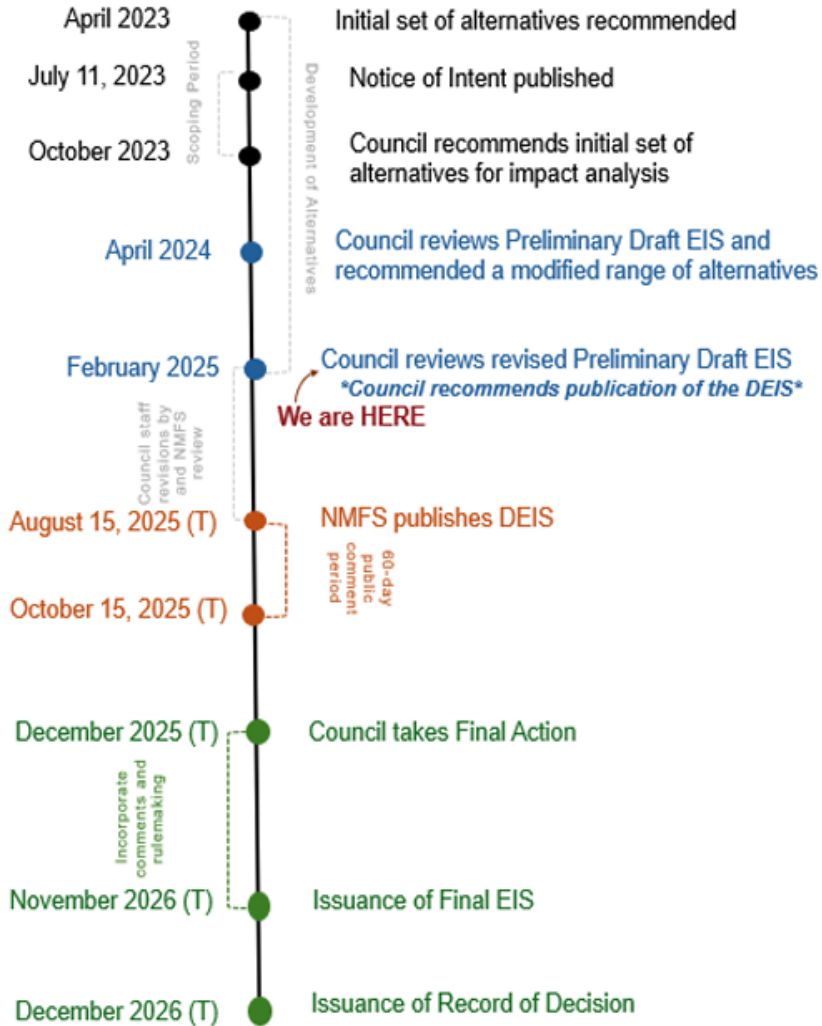 April 2023
Initial set of alternatives recommended
Scoping Period
Development of Alternatives
July 11, 2023
Notice of Intent published
October 2023
Council recommends initial set of
alternatives for impact analysis
April 2024
Council reviews Preliminary Draft EIS and
recommended a modified range of alternatives
February 2025
Council reviews revised Preliminary Draft EIS
*Council recommends publication of the DEIS*
We are HERE
Council staff
revisions by
and NMFS
review
August 15, 2025 (T)
NMFS publishes DEIS
60-day
public
comment
period
October 15, 2025 (T)
December 2025 (T)
Council takes Final Action
Incorporate
comments and
rulemaking
November 2026 (T)
Issuance of Final EIS
December 2026 (T)
Issuance of Record of Decision